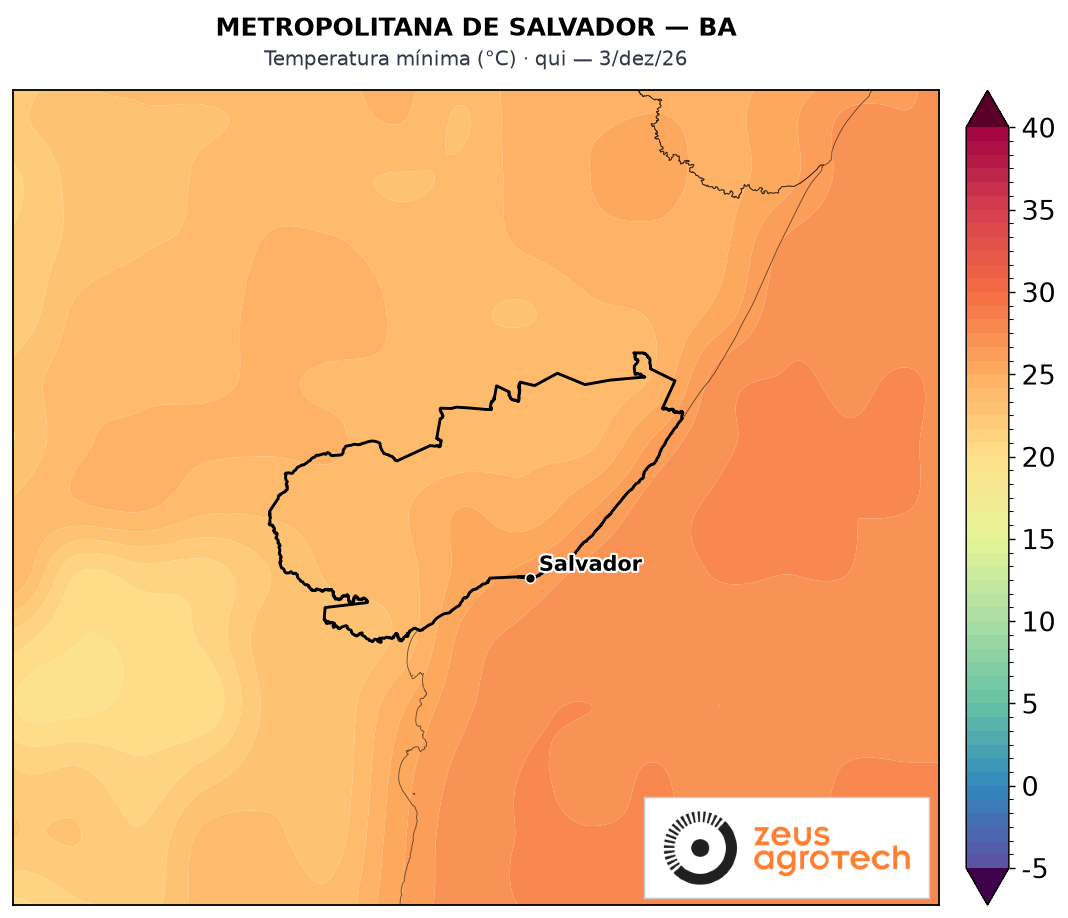 METROPOLITANA DE SALVADOR — BA
Temperatura mínima (°C) · qui — 3/dez/26
40
35
30
25
20
15
10
5
0
-5
Salvador
zeus
agrotech